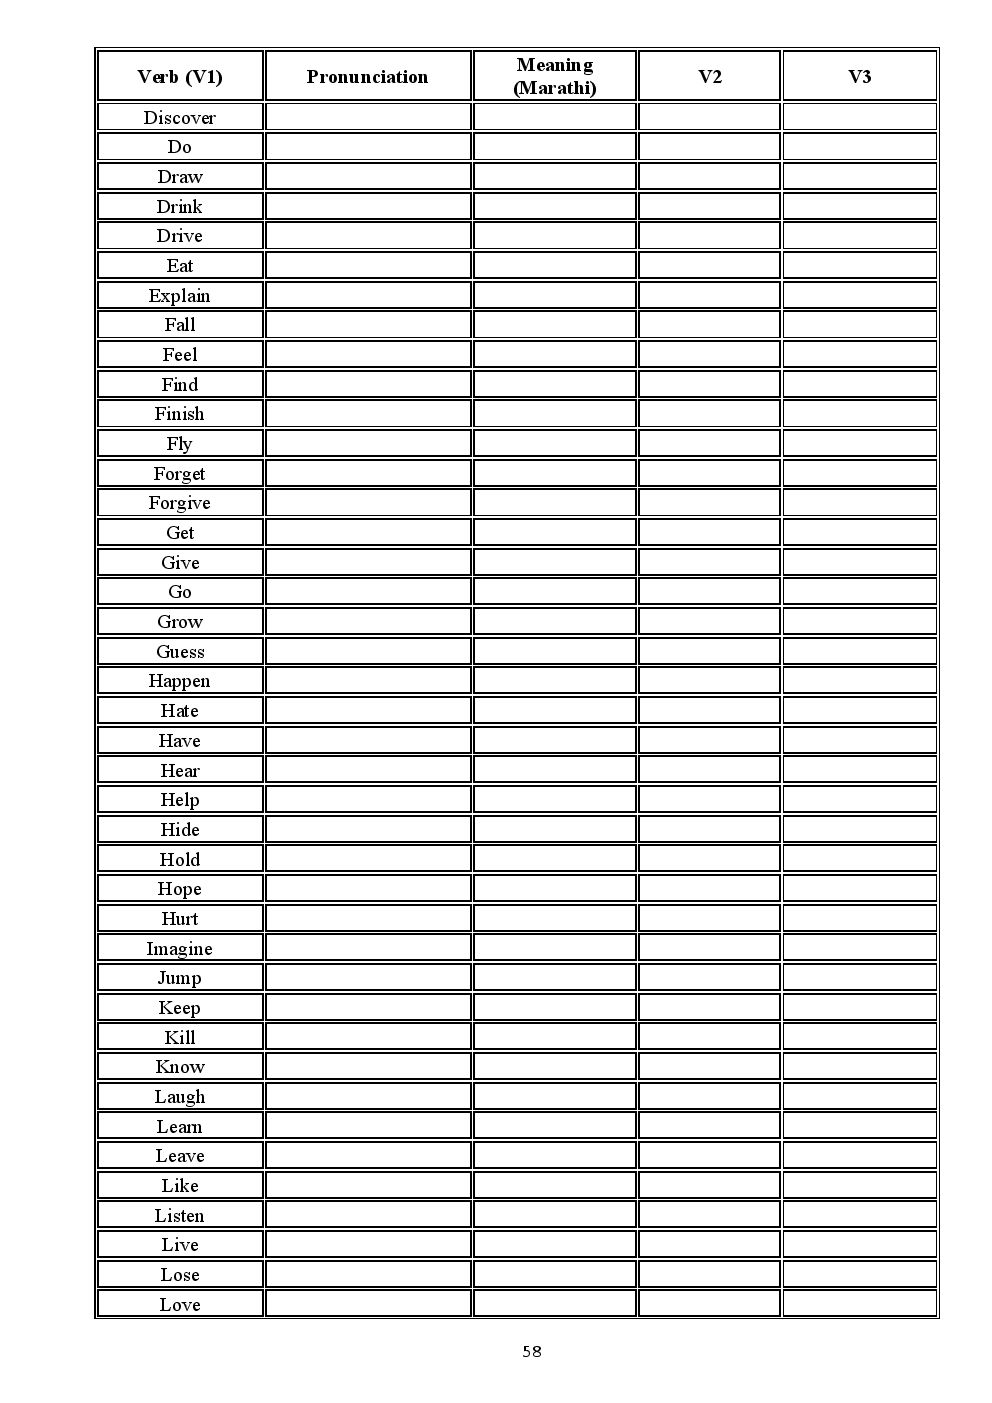 Verb (V1) Pronunciation Meaning (Marathi) V2 V3
Discover
Do
Draw
Drink
Drive
Eat
Explain
Fall
Feel
Find
Finish
Fly
Forget
Forgive
Get
Give
Go
Grow
Guess
Happen
Hate
Have
Hear
Help
Hide
Hold
Hope
Hurt
Imagine
Jump
Keep
Kill
Know
Laugh
Learn
Leave
Like
Listen
Live
Lose
Love
58